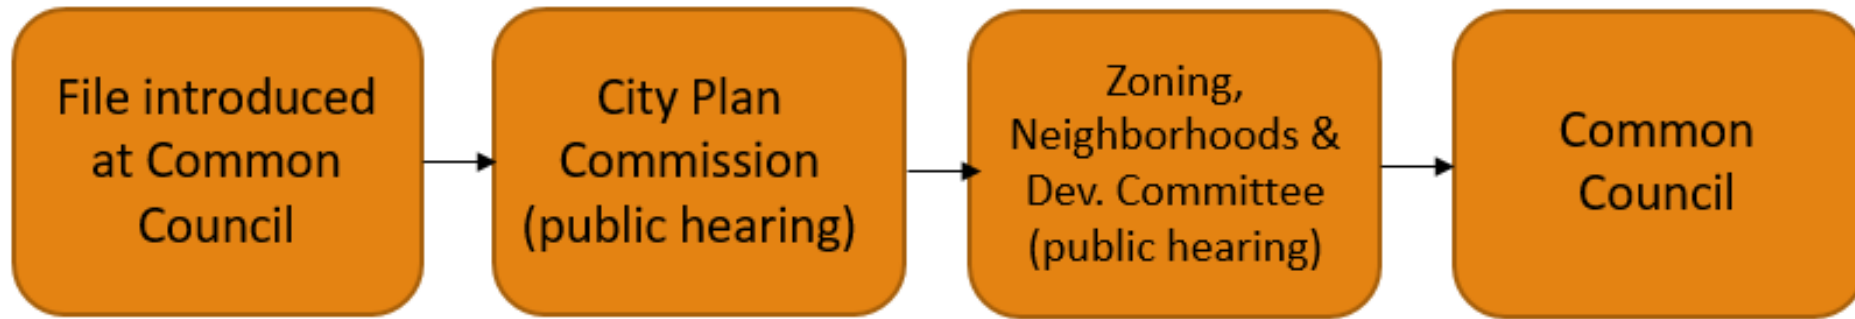 File introduced
at Common
Council
City Plan
Commission
(public hearing)
Zoning,
Neighborhoods &
Dev. Committee
(public hearing)
Common
Council